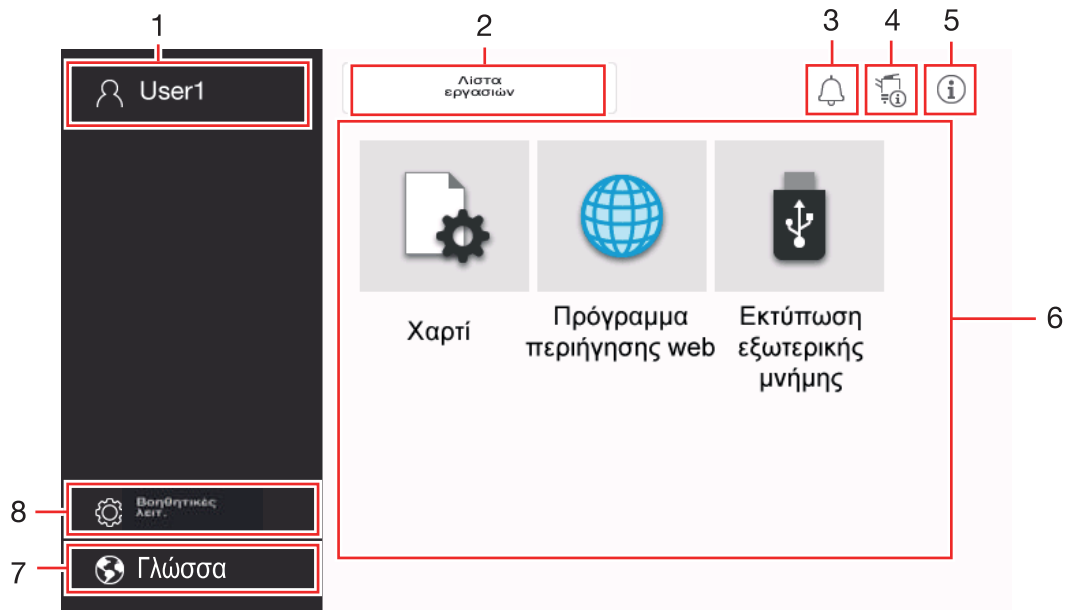 1
2
3
4
5
User1
Λίστα
εργασιών
Χαρτί
Πρόγραμμα
περιήγησης web
Εκτύπωση
εξωτερικής
μνήμης
6
8
Βοηθητικές
λειτ.
7
Γλώσσα